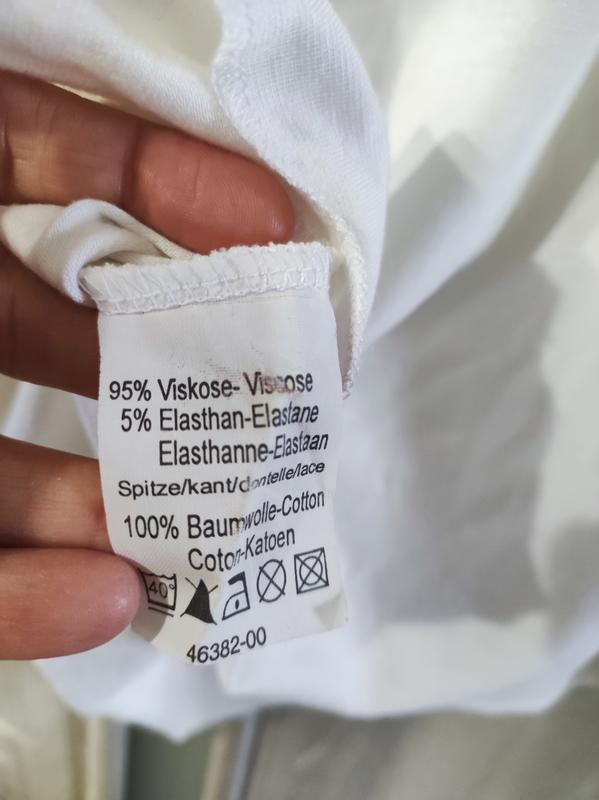 95% Viskose- Viscose
5% Elasthan-Elastane
Elasthanne-Elastaan
Spitze/kant/dentelle/lace
100% Baumwolle-Cotton
Coton-Katoen
40°
46382-00